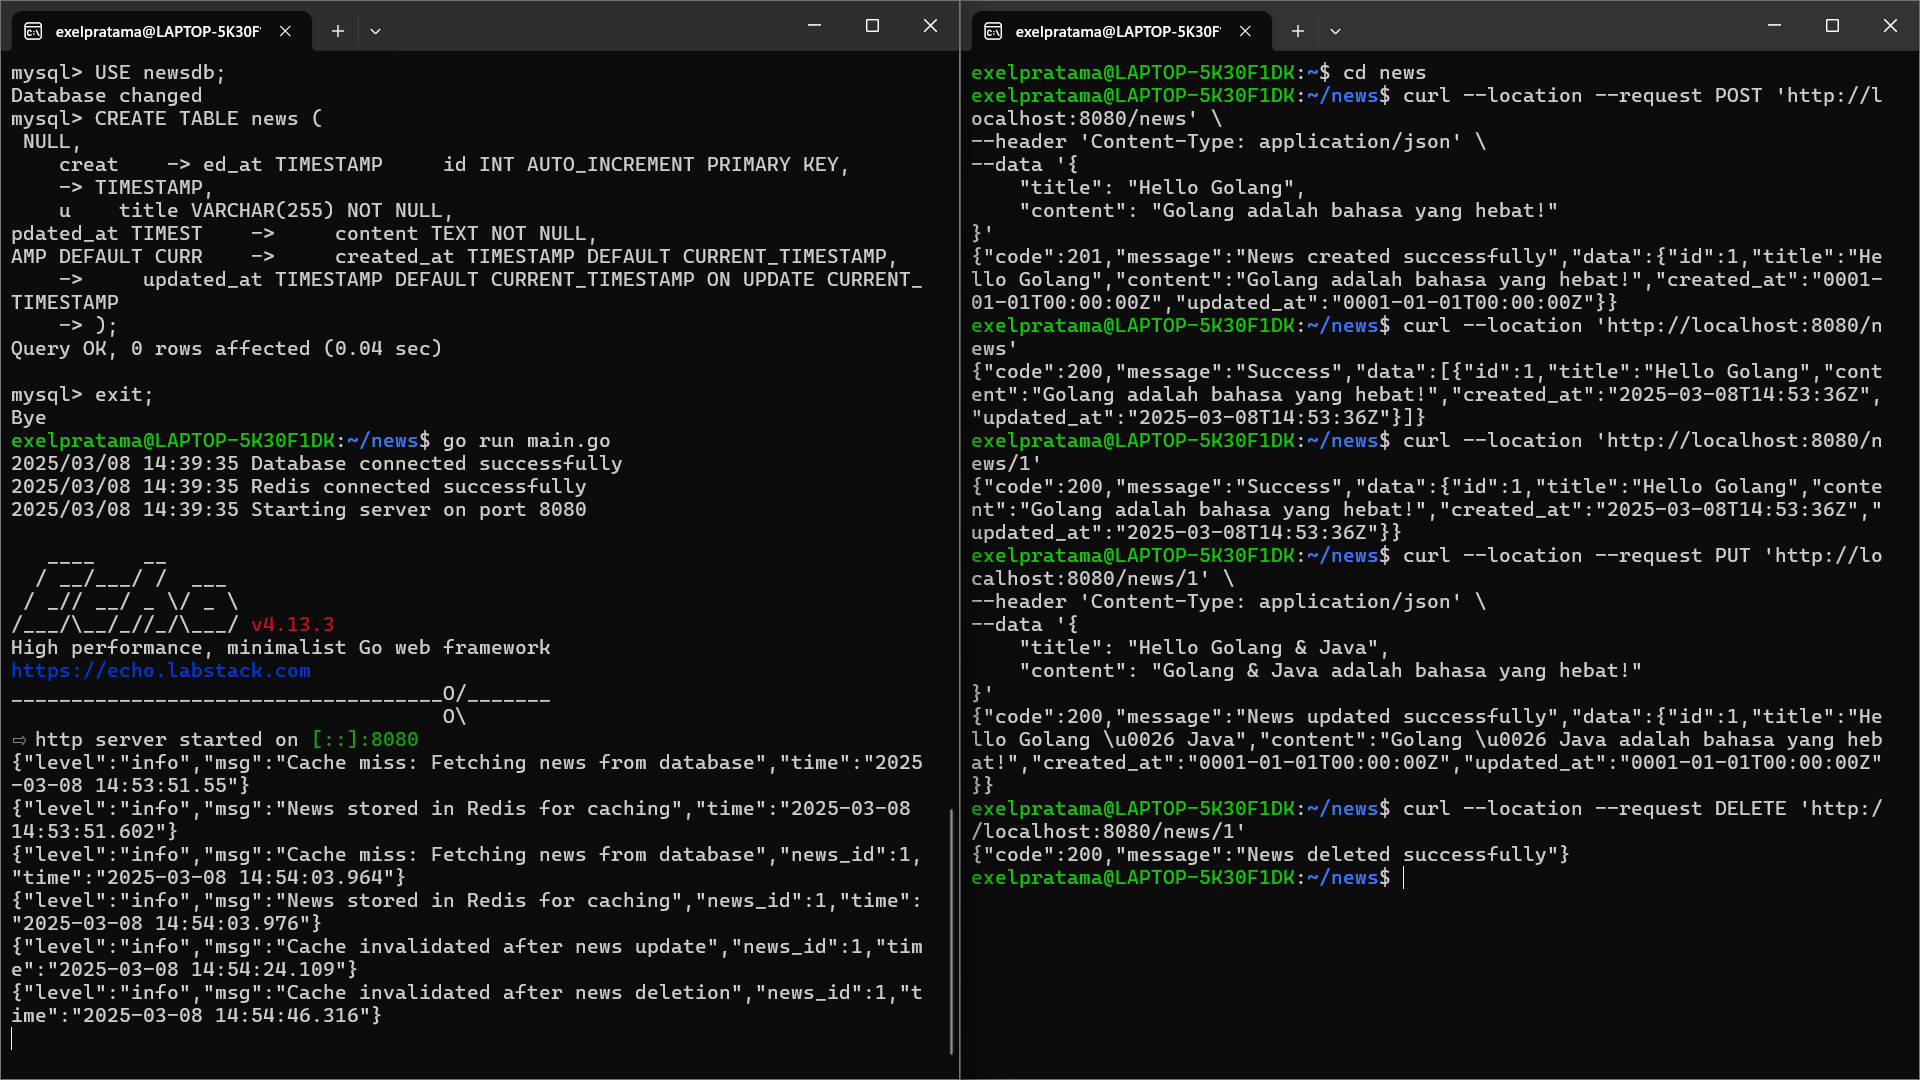 exelpratama@LAPTOP-5K30F
mysql> USE newsdb;
Database changed
mysql> CREATE TABLE news (
 NULL,
    creat    -> ed_at TIMESTAMP     id INT AUTO_INCREMENT PRIMARY KEY,
    -> TIMESTAMP,
    u    title VARCHAR(255) NOT NULL,
pdated_at TIMEST    ->     content TEXT NOT NULL,
AMP DEFAULT CURR    ->     created_at TIMESTAMP DEFAULT CURRENT_TIMESTAMP,
    ->     updated_at TIMESTAMP DEFAULT CURRENT_TIMESTAMP ON UPDATE CURRENT_
TIMESTAMP
    -> );
Query OK, 0 rows affected (0.04 sec)
mysql> exit;
Bye
exelpratama@LAPTOP-5K30F1DK:~/news$ go run main.go
2025/03/08 14:39:35 Database connected successfully
2025/03/08 14:39:35 Redis connected successfully
2025/03/08 14:39:35 Starting server on port 8080
   ____    __
  / __/___/ /  ___
 / _// __/ _ \/ _ \
/___/\__/_//_/\___/ v4.13.3
High performance, minimalist Go web framework
https://echo.labstack.com
____________________________________O/_______
                                    O\
⇨ http server started on [::]:8080
{"level":"info","msg":"Cache miss: Fetching news from database","time":"2025
-03-08 14:53:51.55"}
{"level":"info","msg":"News stored in Redis for caching","time":"2025-03-08 
14:53:51.602"}
{"level":"info","msg":"Cache miss: Fetching news from database","news_id":1,
"time":"2025-03-08 14:54:03.964"}
{"level":"info","msg":"News stored in Redis for caching","news_id":1,"time":
"2025-03-08 14:54:03.976"}
{"level":"info","msg":"Cache invalidated after news update","news_id":1,"tim
e":"2025-03-08 14:54:24.109"}
{"level":"info","msg":"Cache invalidated after news deletion","news_id":1,"t
ime":"2025-03-08 14:54:46.316"}
exelpratama@LAPTOP-5K30F
exelpratama@LAPTOP-5K30F1DK:~$ cd news
exelpratama@LAPTOP-5K30F1DK:~/news$ curl --location --request POST 'http://l
ocalhost:8080/news' \
--header 'Content-Type: application/json' \
--data '{
    "title": "Hello Golang",
    "content": "Golang adalah bahasa yang hebat!"
}'
{"code":201,"message":"News created successfully","data":{"id":1,"title":"He
llo Golang","content":"Golang adalah bahasa yang hebat!","created_at":"0001-
01-01T00:00:00Z","updated_at":"0001-01-01T00:00:00Z"}}
exelpratama@LAPTOP-5K30F1DK:~/news$ curl --location 'http://localhost:8080/n
ews'
{"code":200,"message":"Success","data":[{"id":1,"title":"Hello Golang","cont
ent":"Golang adalah bahasa yang hebat!","created_at":"2025-03-08T14:53:36Z",
"updated_at":"2025-03-08T14:53:36Z"}]}
exelpratama@LAPTOP-5K30F1DK:~/news$ curl --location 'http://localhost:8080/n
ews/1'
{"code":200,"message":"Success","data":{"id":1,"title":"Hello Golang","conte
nt":"Golang adalah bahasa yang hebat!","created_at":"2025-03-08T14:53:36Z","
updated_at":"2025-03-08T14:53:36Z"}}
exelpratama@LAPTOP-5K30F1DK:~/news$ curl --location --request PUT 'http://lo
calhost:8080/news/1' \
--header 'Content-Type: application/json' \
--data '{
    "title": "Hello Golang & Java",
    "content": "Golang & Java adalah bahasa yang hebat!"
}'
{"code":200,"message":"News updated successfully","data":{"id":1,"title":"He
llo Golang \u0026 Java","content":"Golang \u0026 Java adalah bahasa yang heb
at!","created_at":"0001-01-01T00:00:00Z","updated_at":"0001-01-01T00:00:00Z"
}}
exelpratama@LAPTOP-5K30F1DK:~/news$ curl --location --request DELETE 'http:/
/localhost:8080/news/1'
{"code":200,"message":"News deleted successfully"}
exelpratama@LAPTOP-5K30F1DK:~/news$